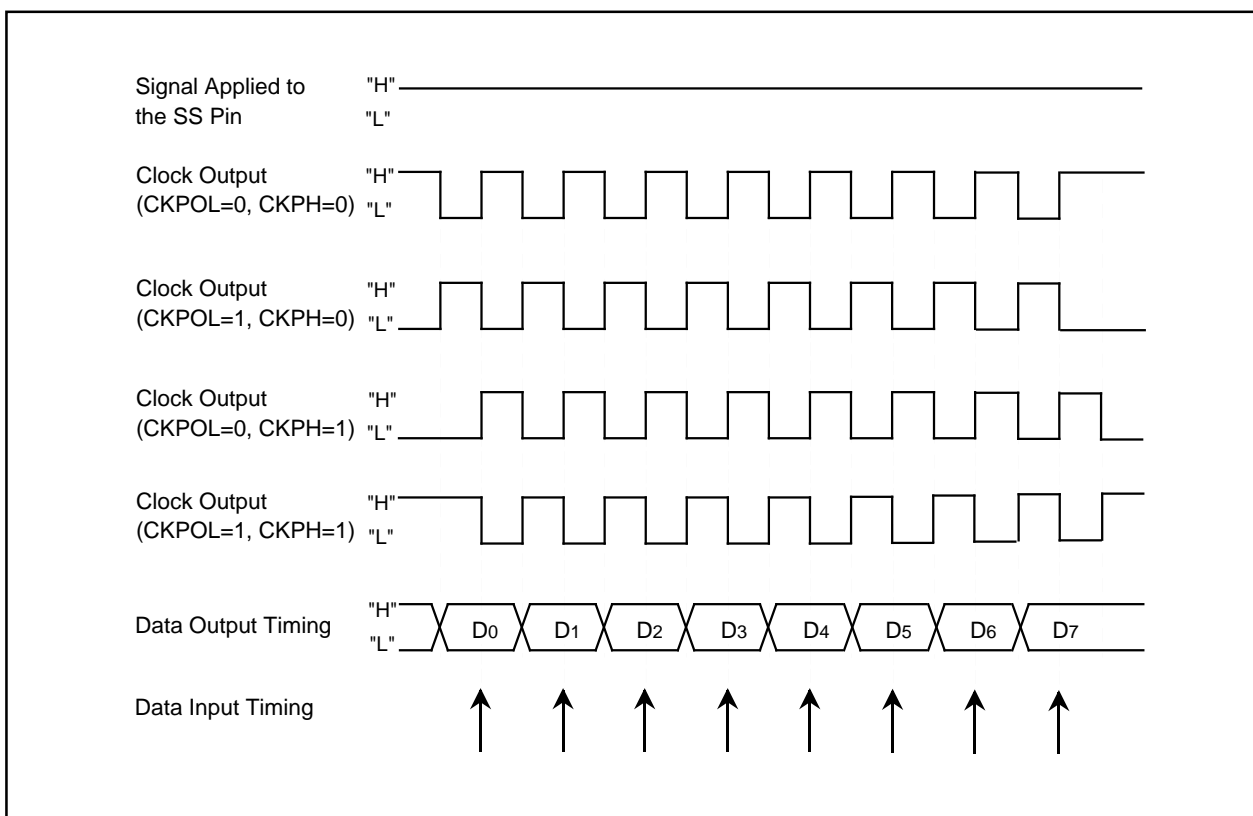 Signal Applied to
the SS Pin
"H"
"L"
Clock Output
(CKPOL=0, CKPH=0)
"H"
"L"
Clock Output
(CKPOL=1, CKPH=0)
"H"
"L"
Clock Output
(CKPOL=0, CKPH=1)
"H"
"L"
Clock Output
(CKPOL=1, CKPH=1)
"H"
"L"
Data Output Timing
"H"
"L"
D0 D1 D2 D3 D4 D5 D6 D7
Data Input Timing